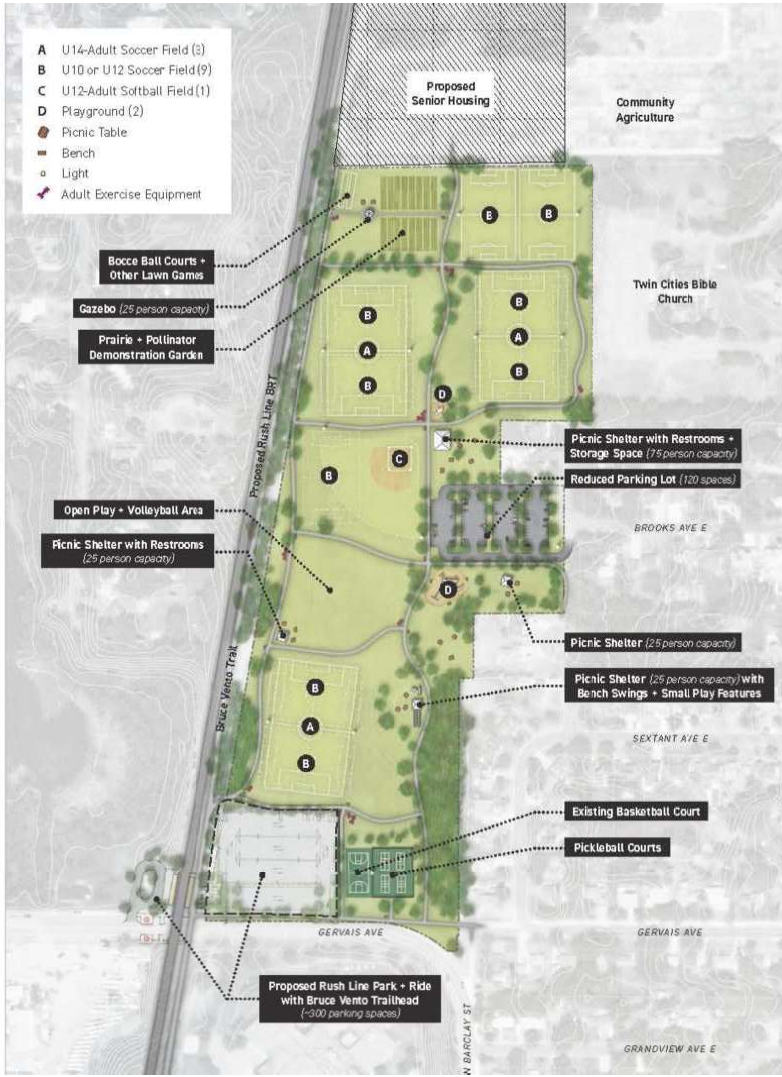 A U14-Adult Soccer Field (3)
B U10 or U12 Soccer Field (9)
C U12-Adult Softball Field (1)
D Playground (2)
Picnic Table
Bench
Light
Adult Exercise Equipment
Proposed
Senior Housing
Community
Agriculture
B
B
Bocce Ball Courts +
Other Lawn Games
Gazebo (25 person capacity)
Prairie + Pollinator
Demonstration Garden
Twin Cities Bible
Church
B
A
B
B
A
B
D
Proposed Rush Line BRT
Picnic Shelter with Restrooms +
Storage Space (75 person capacity)
Reduced Parking Lot (120 spaces)
C
B
BROOKS AVE E
Open Play + Volleyball Area
Picnic Shelter with Restrooms
(25 person capacity)
D
Picnic Shelter (25 person capacity)
Bruce Vento Trail
Picnic Shelter (25 person capacity) with
Bench Swings + Small Play Features
B
A
B
SEXTANT AVE E
Existing Basketball Court
Pickleball Courts
GERVAIS AVE
GERVAIS AVE
Proposed Rush Line Park + Ride
with Bruce Vento Trailhead
(~300 parking spaces)
N BARCLAY ST
GRANDVIEW AVE E